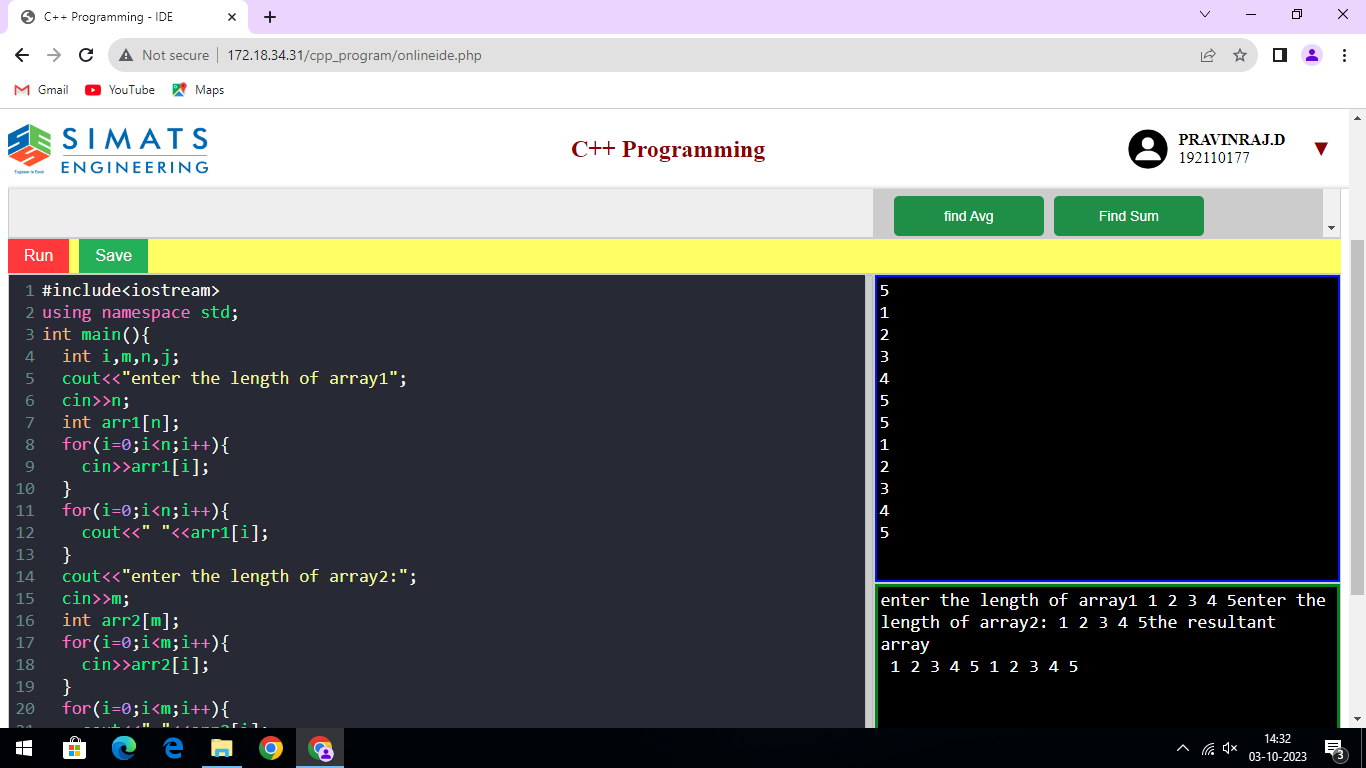 C++ Programming - IDE
Not secure
172.18.34.31/cpp_program/onlineide.php
Gmail
YouTube
Maps
SIMATS
ENGINEERING
Engineer to Excel
C++ Programming
PRAVINRAJ.D
192110177
find Avg
Find Sum
Run
Save
1 #include<iostream>
2 using namespace std;
3 int main(){
4 int i,m,n,j;
5 cout<<"enter the length of array1";
6 cin>>n;
7 int arr1[n];
8 for(i=0;i<n;i++){
9 cin>>arr1[i];
10 }
11 for(i=0;i<n;i++){
12 cout<<" "<<arr1[i];
13 }
14 cout<<"enter the length of array2:";
15 cin>>m;
16 int arr2[m];
17 for(i=0;i<m;i++){
18 cin>>arr2[i];
19 }
20 for(i=0;i<m;i++){
21 cout<<" "<<arr2[i];
5
1
2
3
4
5
5
1
2
3
4
5
enter the length of array1 1 2 3 4 5enter the
length of array2: 1 2 3 4 5the resultant
array
1 2 3 4 5 1 2 3 4 5
14:32
03-10-2023
3